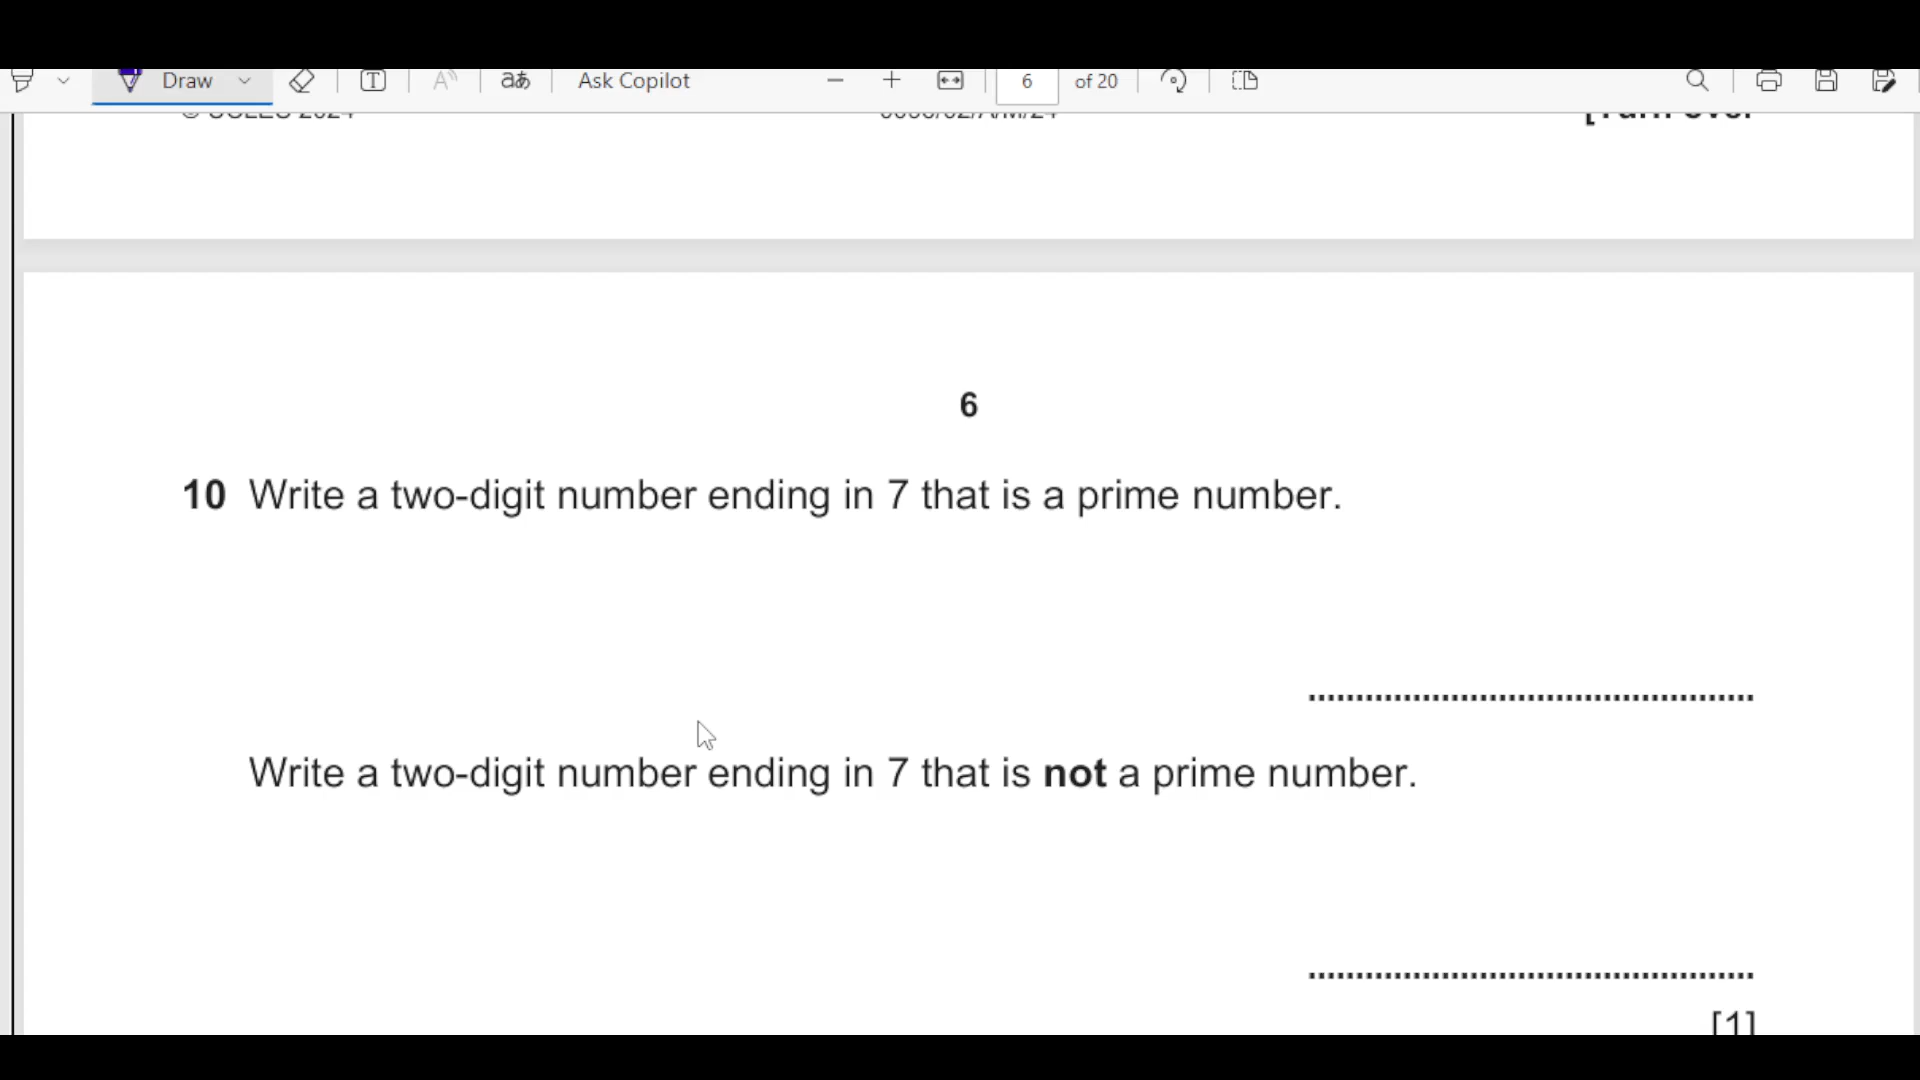 Draw Ask Copilot 6 of 20
6
10 Write a two-digit number ending in 7 that is a prime number.
Write a two-digit number ending in 7 that is not a prime number.
[1]